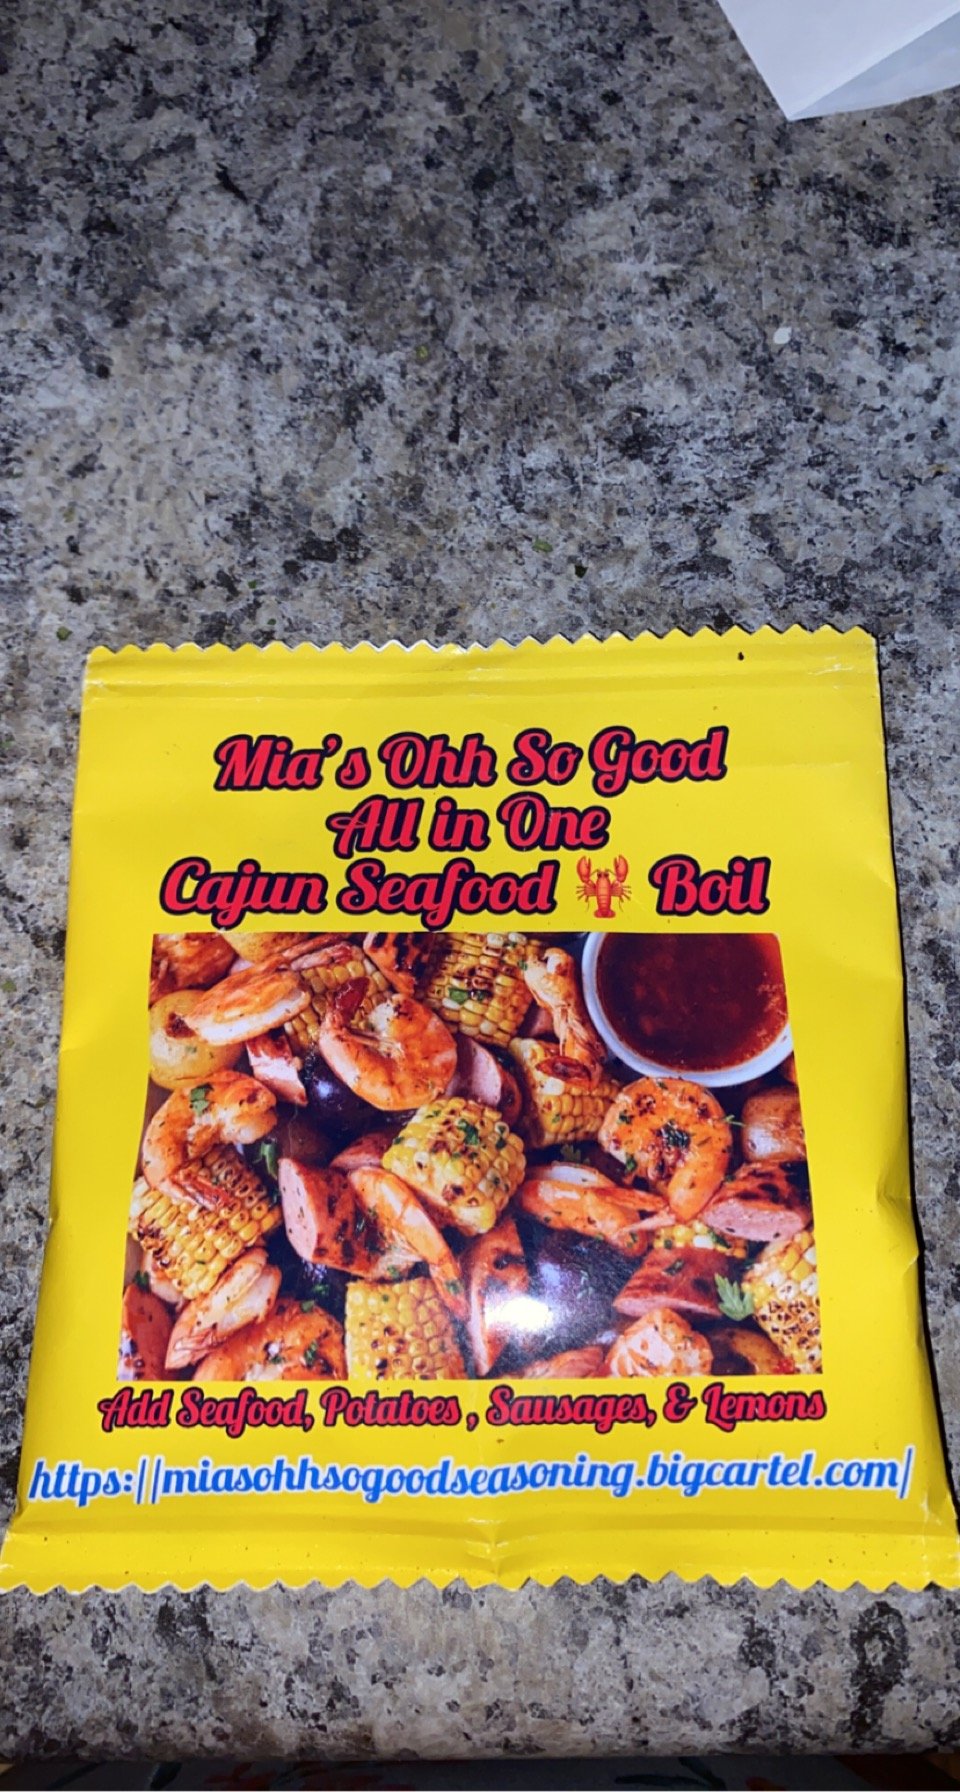 Mia's Ohh So Good
All in One
Cajun Seafood 🦞 Boil
Add Seafood, Potatoes , Sausages, & Lemons
https://miasohhsogoodseasoning.bigcartel.com/